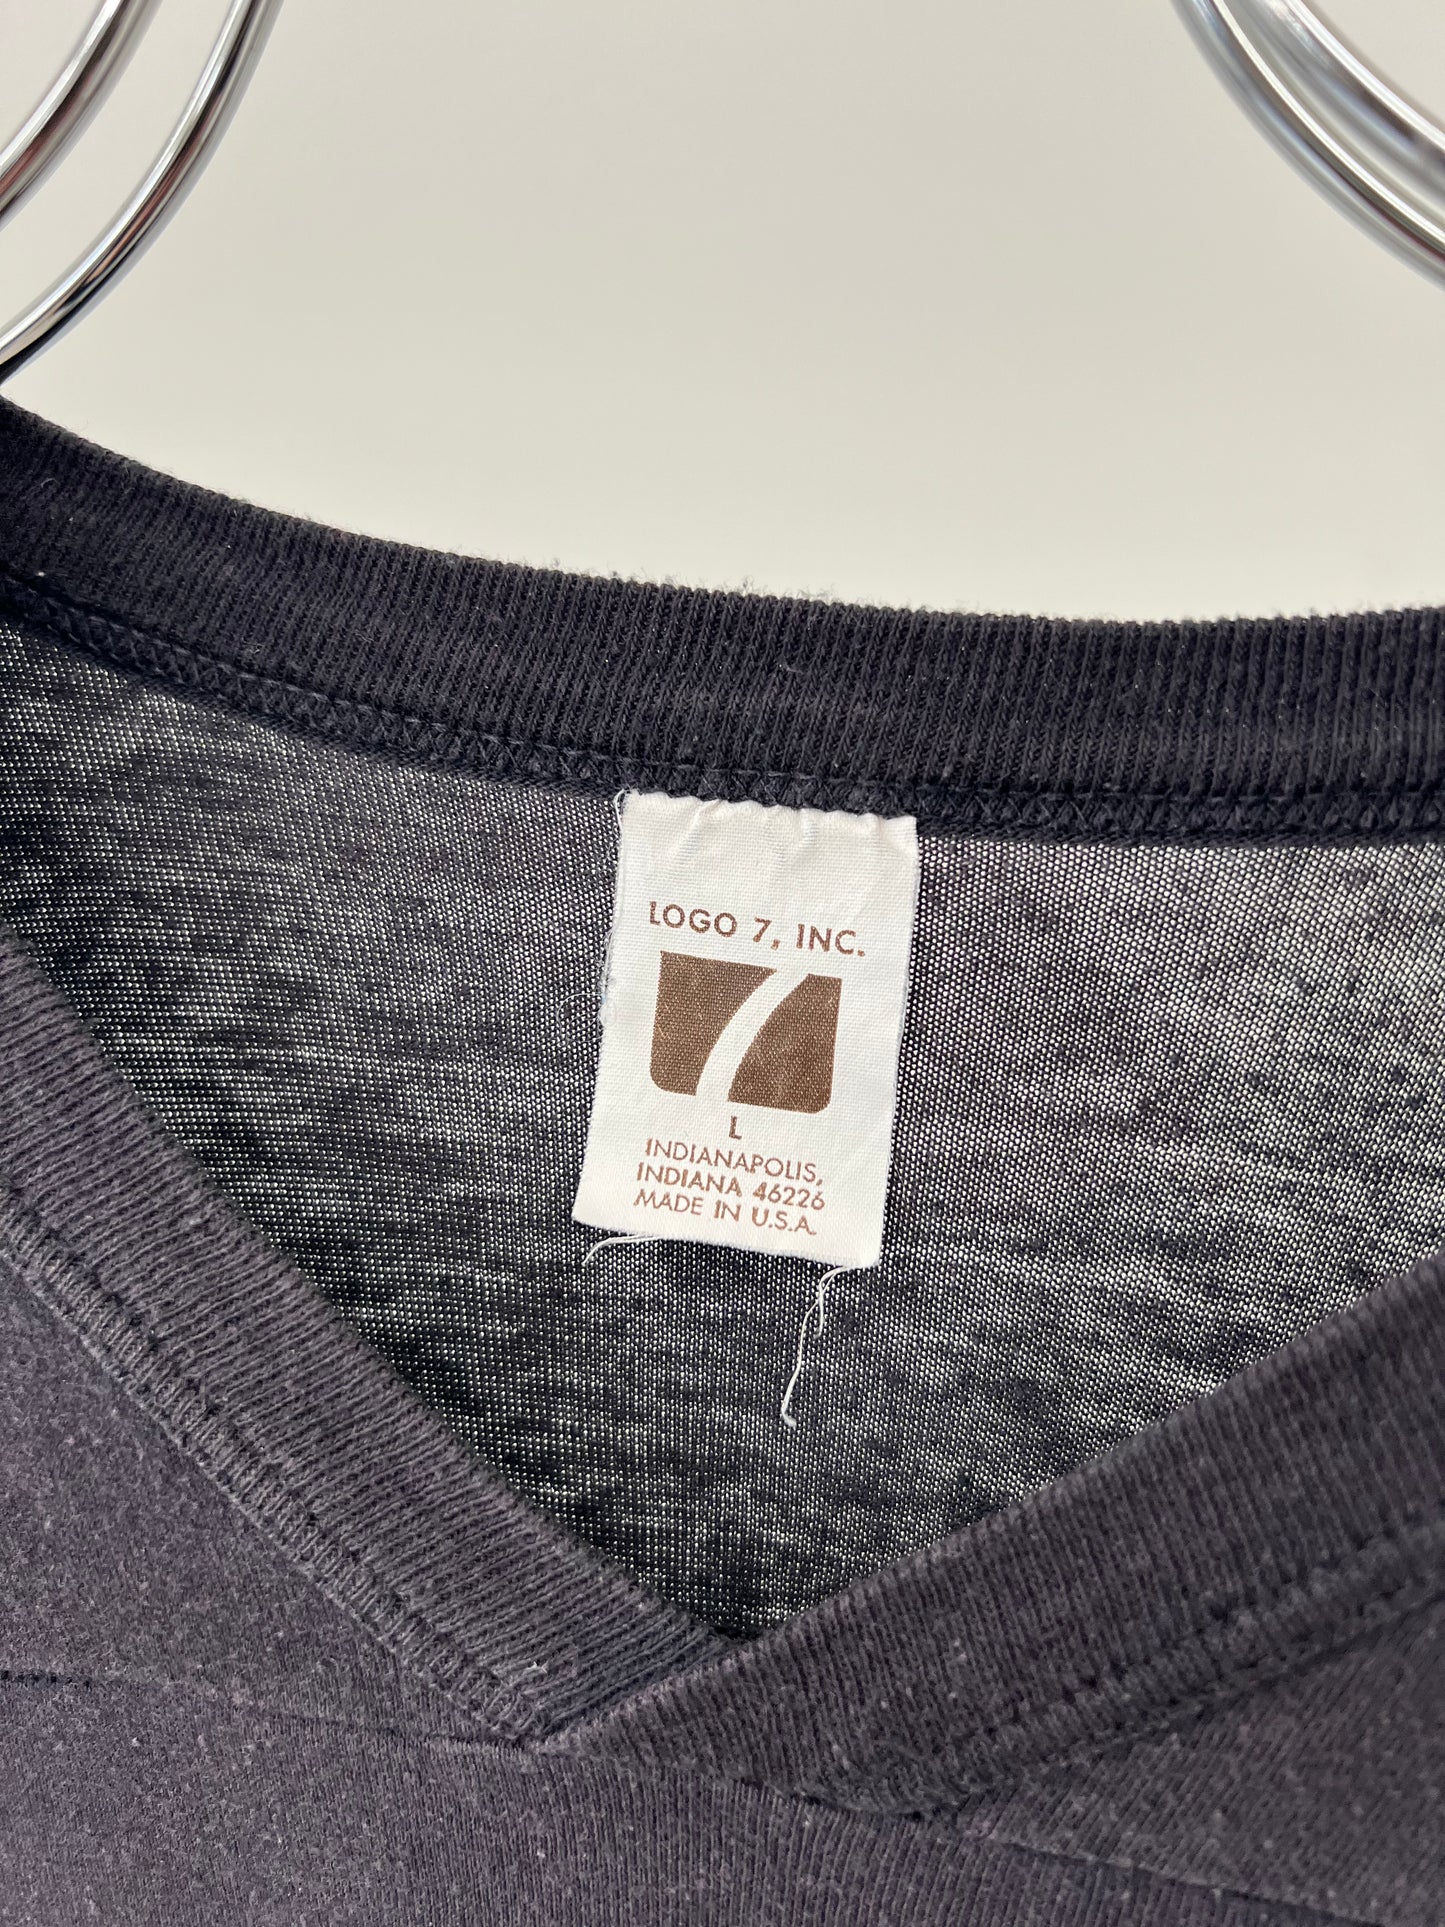 LOGO 7, INC.
7
L
INDIANAPOLIS,
INDIANA 46226
MADE IN U.S.A.